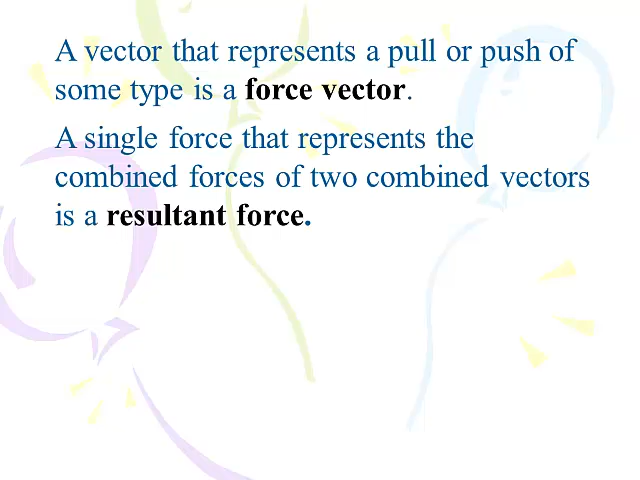 A vector that represents a pull or push of
some type is a force vector.
A single force that represents the
combined forces of two combined vectors
is a resultant force.